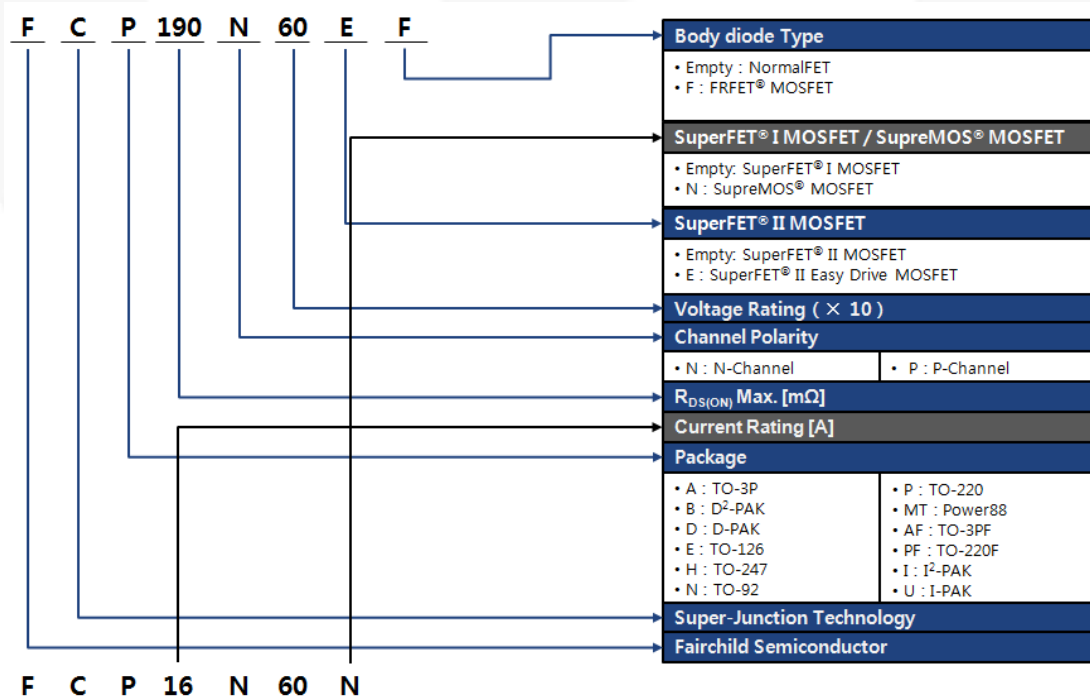 F C P 190 N 60 E F
Body diode Type
• Empty : NormalFET
• F : FRFET® MOSFET
SuperFET® I MOSFET / SupreMOS® MOSFET
• Empty: SuperFET® I MOSFET
• N : SupreMOS® MOSFET
SuperFET® II MOSFET
• Empty: SuperFET® II MOSFET
• E : SuperFET® II Easy Drive MOSFET
Voltage Rating ( × 10 )
Channel Polarity
• N : N-Channel
• P : P-Channel
RDS(ON) Max. [mΩ]
Current Rating [A]
Package
• A : TO-3P
• B : D²-PAK
• D : D-PAK
• E : TO-126
• H : TO-247
• N : TO-92
• P : TO-220
• MT : Power88
• AF : TO-3PF
• PF : TO-220F
• I : I²-PAK
• U : I-PAK
Super-Junction Technology
Fairchild Semiconductor
F C P 16 N 60 N